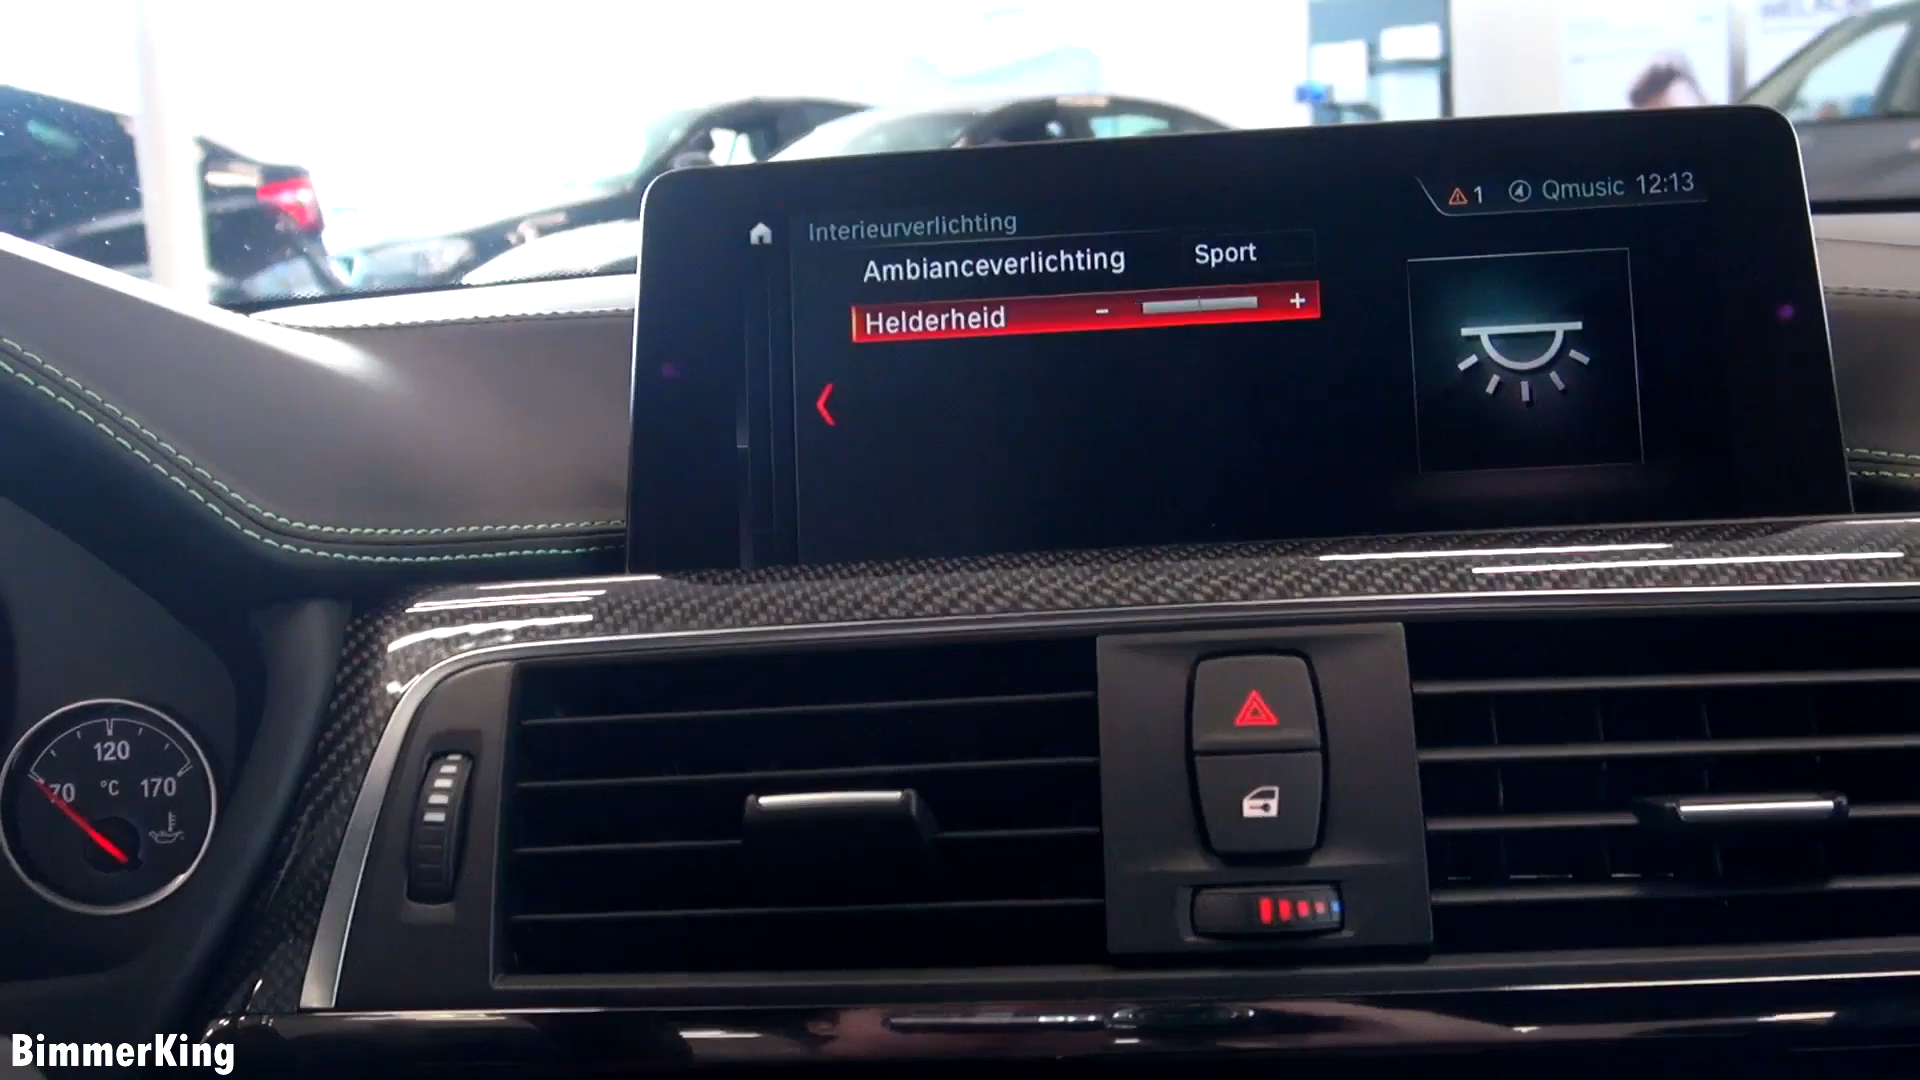 1 Qmusic 12:13
Interieurverlichting
Ambianceverlichting Sport
Helderheid - +
120
70 °C 170
BimmerKing